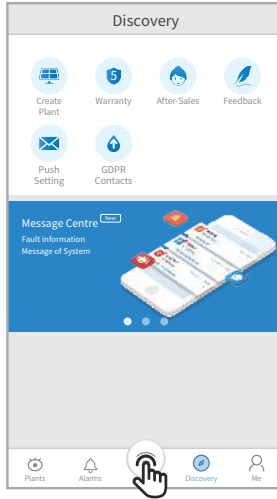 Discovery
5
Create
Plant
Warranty
After-Sales
Feedback
Push
Setting
GDPR
Contacts
Message Centre New
Fault information
Message of System
Plants
Alarms
Discovery
Me